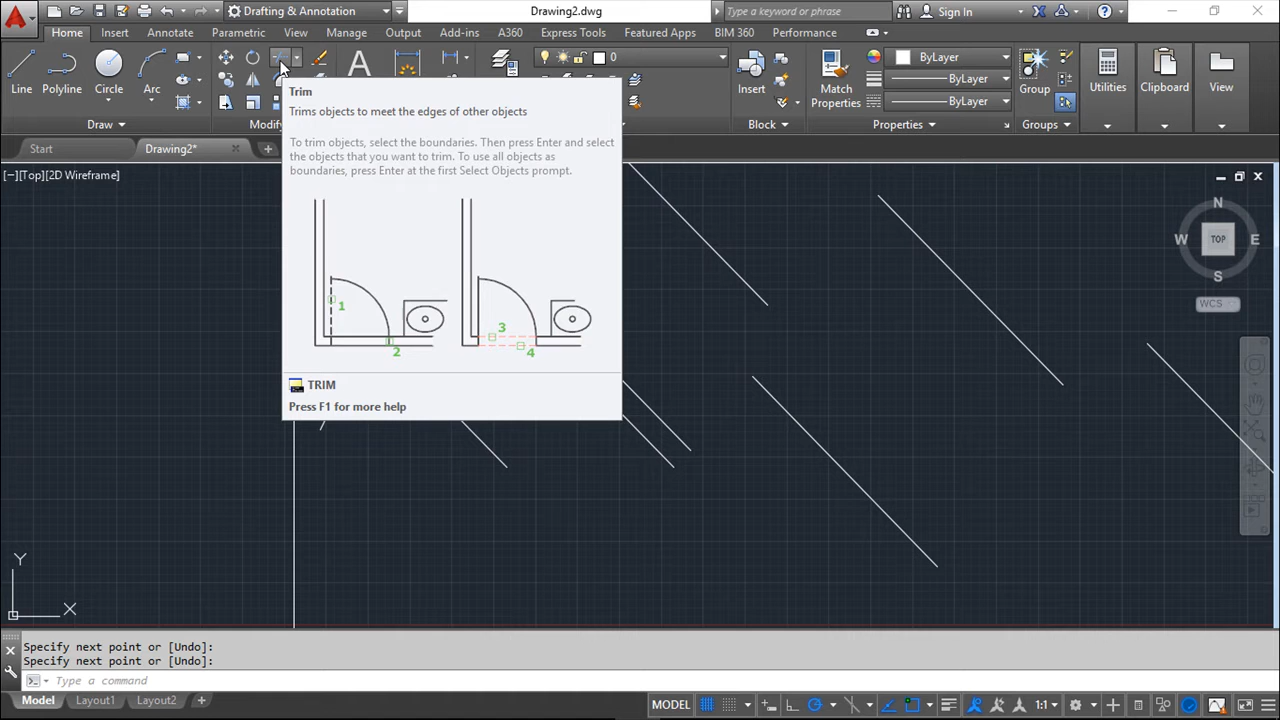 Drafting & Annotation
Drawing2.dwg
Type a keyword or phrase
Sign In
Home
Insert
Annotate
Parametric
View
Manage
Output
Add-ins
A360
Express Tools
Featured Apps
BIM 360
Performance
Line
Polyline
Circle
Arc
A
0
Insert
Match
Properties
ByLayer
ByLayer
ByLayer
Group
Utilities
Clipboard
View
Draw
Modif
Block
Properties
Groups
Start
Drawing2*
[−][Top][2D Wireframe]
Trim
Trims objects to meet the edges of other objects
To trim objects, select the boundaries. Then press Enter and select
the objects that you want to trim. To use all objects as
boundaries, press Enter at the first Select Objects prompt.
1
2
3
4
TRIM
Press F1 for more help
N
W
TOP
E
S
WCS
Y
X
Specify next point or [Undo]:
Specify next point or [Undo]:
Type a command
Model
Layout1
Layout2
MODEL
1:1